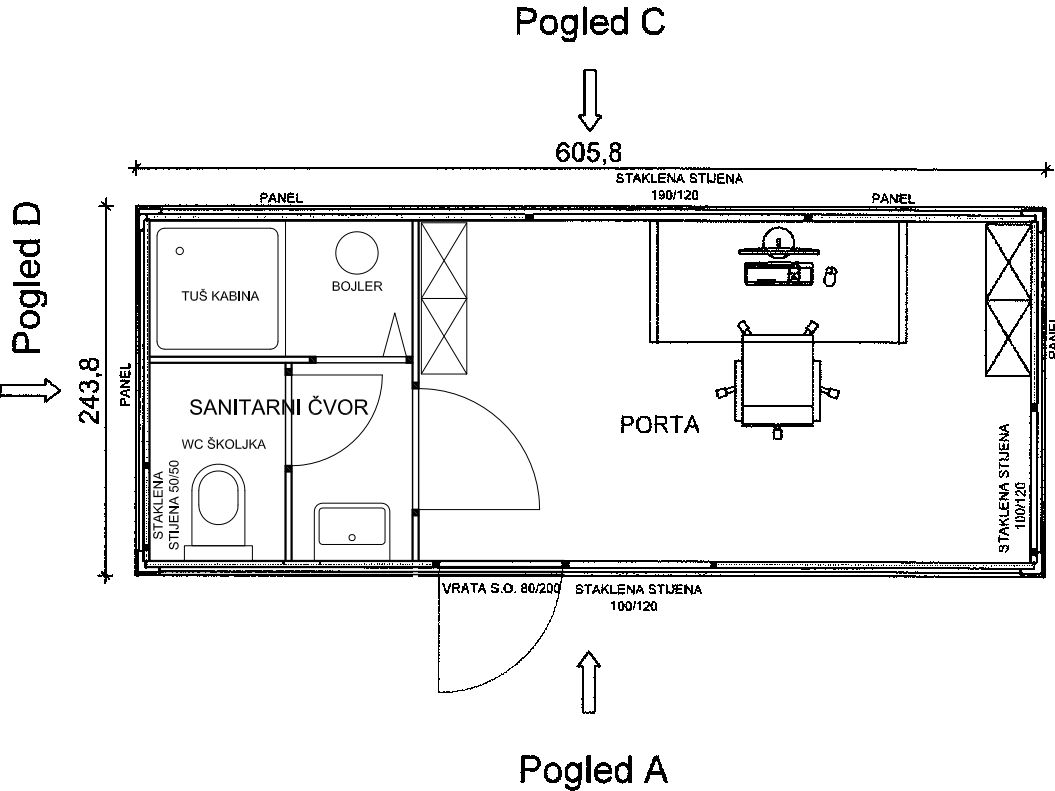 Pogled C
605,8
STAKLENA STIJENA
190/120
PANEL
PANEL
Pogled D
243,8
PANEL
TUŠ KABINA
BOJLER
PANEL
SANITARNI ČVOR
WC ŠKOLJKA
STAKLENA
STIJENA 50/50
PORTA
STAKLENA STIJENA
100/120
VRATA S.O. 80/200
STAKLENA STIJENA
100/120
Pogled A